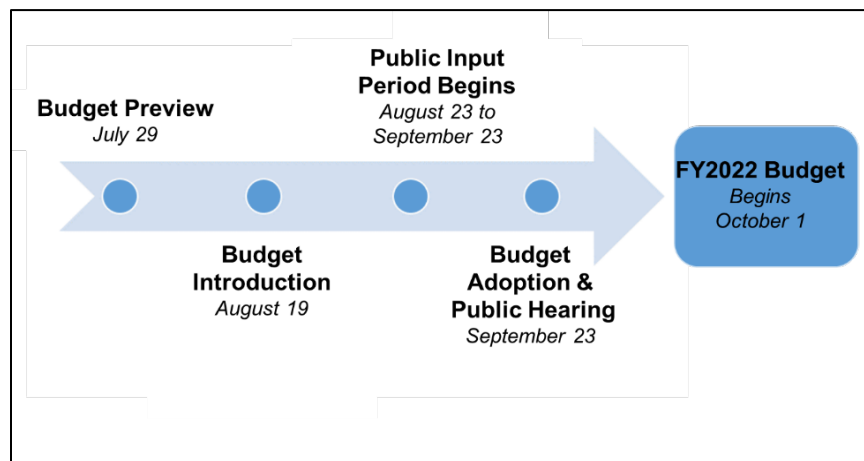 Budget Preview
July 29
Budget
Introduction
August 19
Public Input
Period Begins
August 23 to
September 23
Budget
Adoption &
Public Hearing
September 23
FY2022 Budget
Begins
October 1